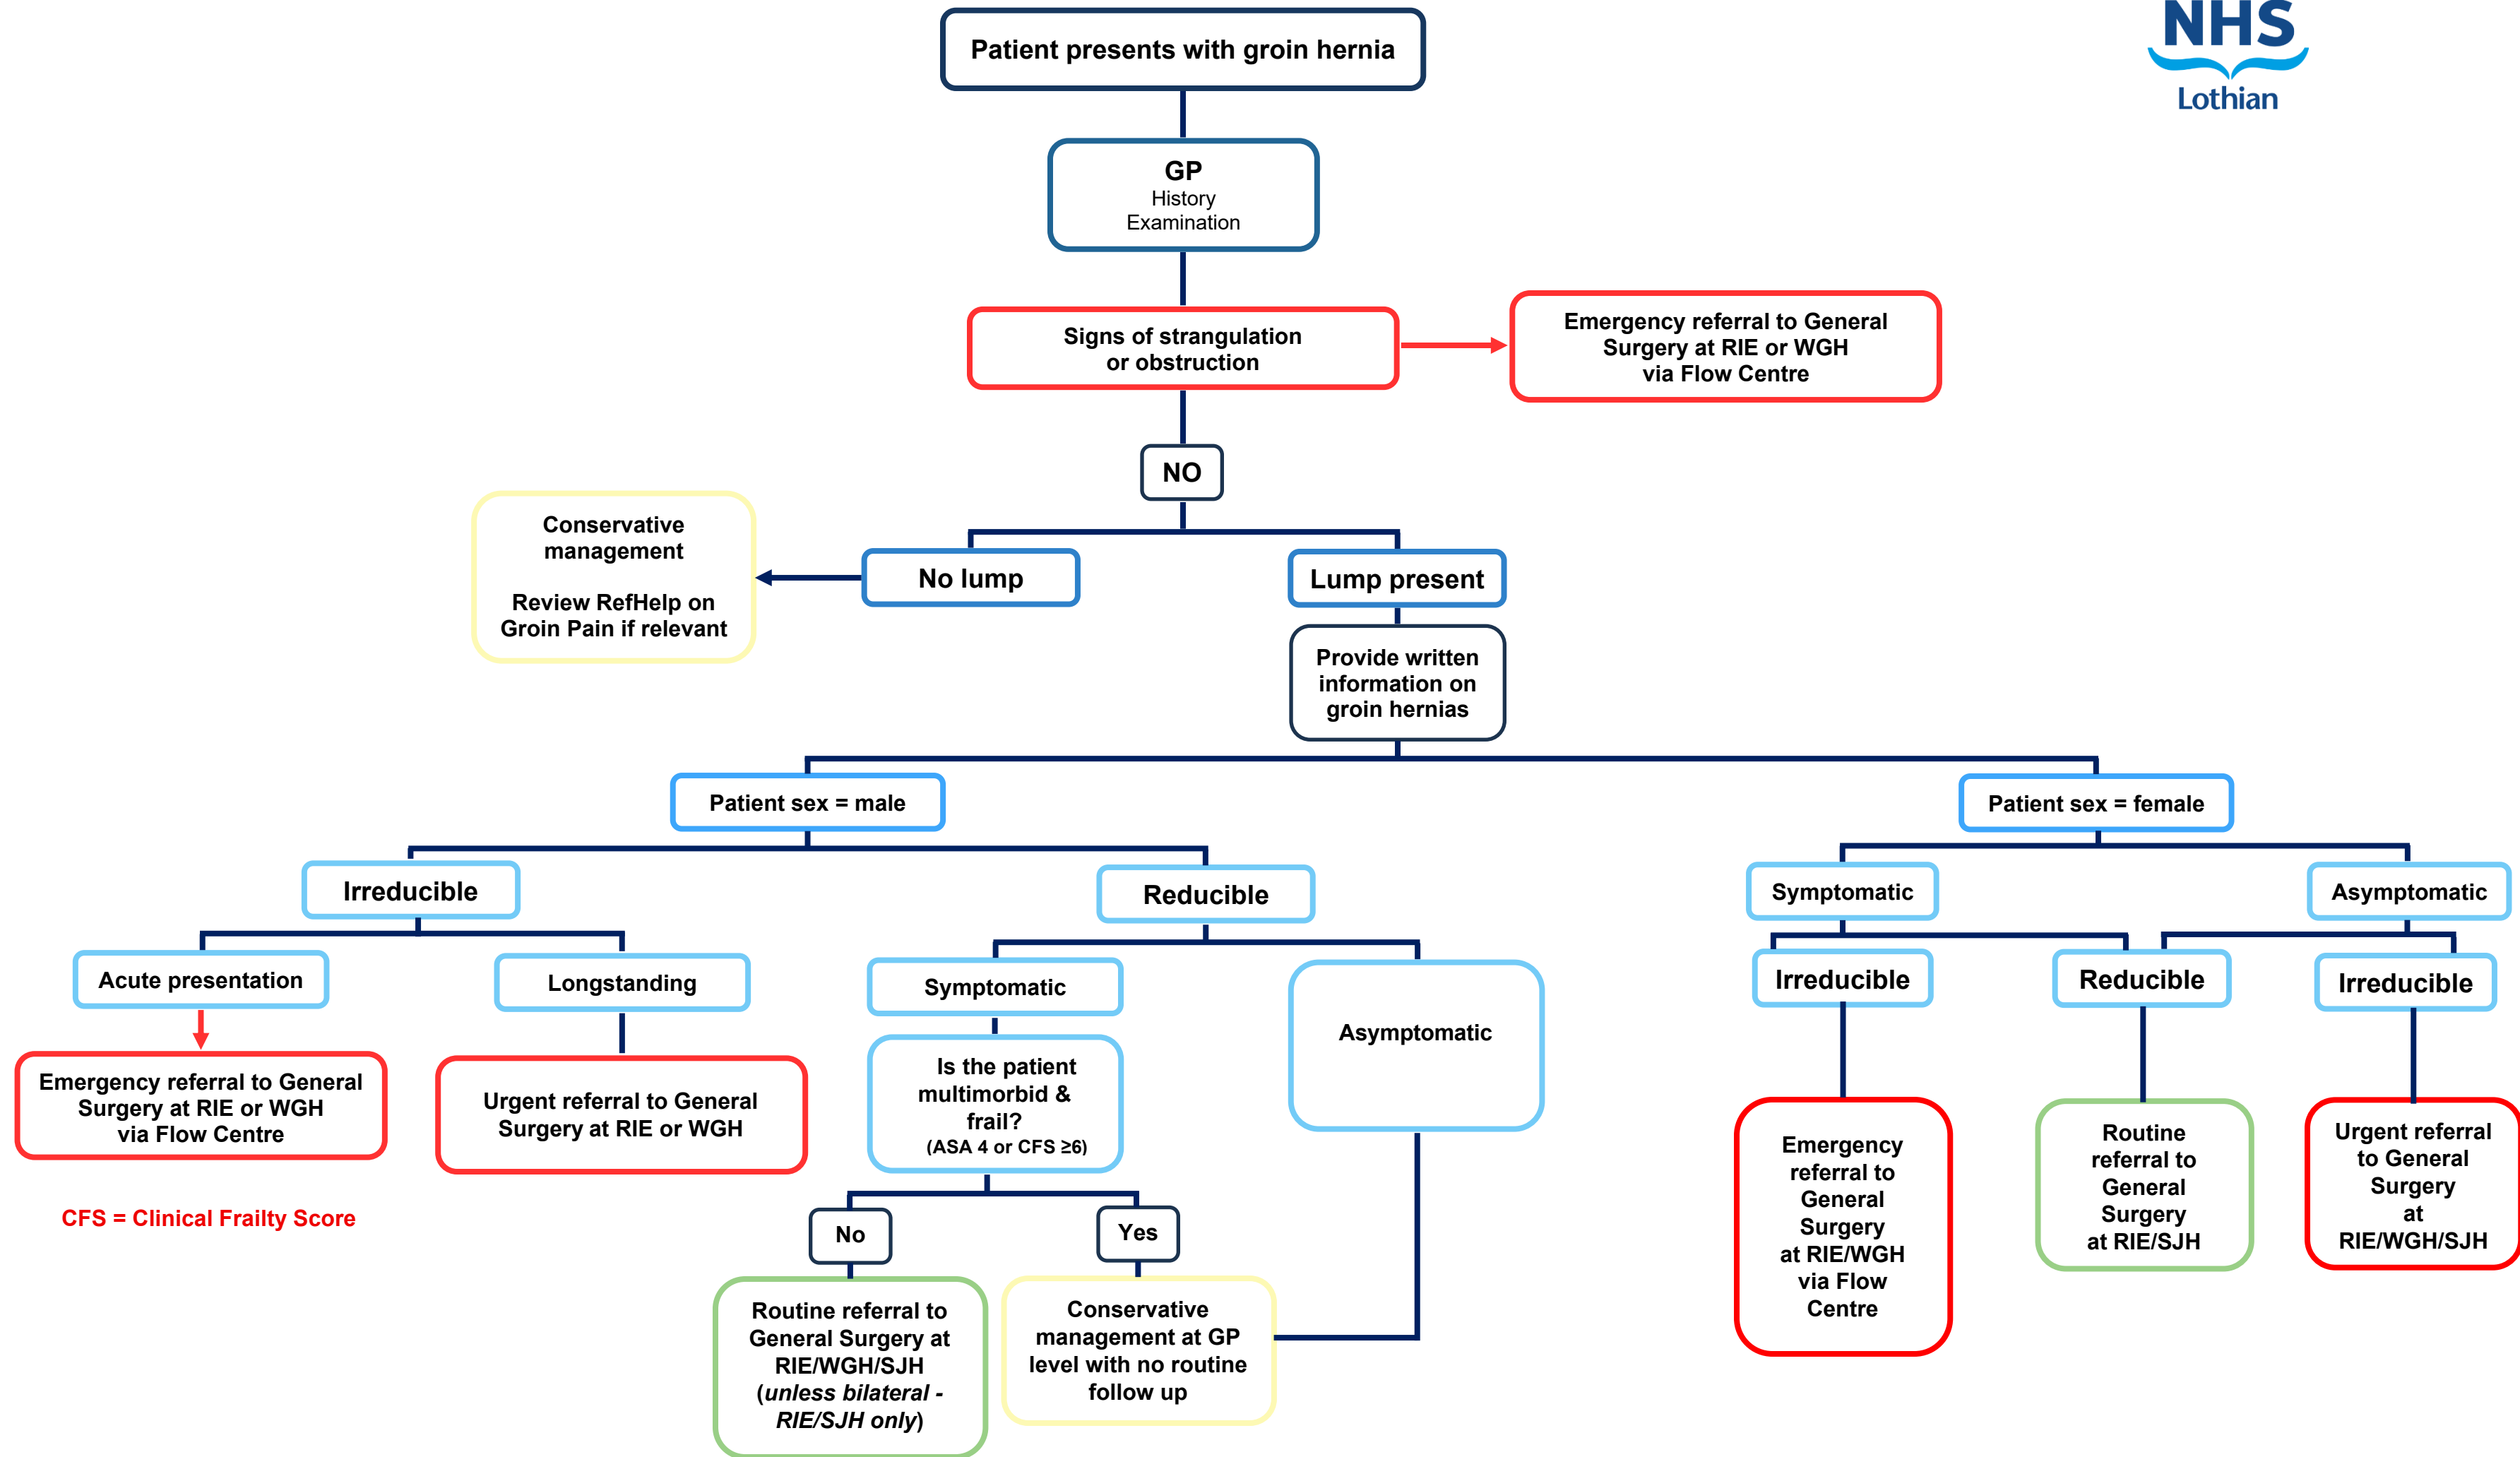 NHS
Lothian
Patient presents with groin hernia
GP
History
Examination
Signs of strangulation
or obstruction
Emergency referral to General
Surgery at RIE or WGH
via Flow Centre
NO
Conservative
management
Review RefHelp on
Groin Pain if relevant
No lump
Lump present
Provide written
information on
groin hernias
Patient sex = male
Patient sex = female
Irreducible
Reducible
Symptomatic
Asymptomatic
Acute presentation
Longstanding
Symptomatic
Asymptomatic
Irreducible
Reducible
Irreducible
Emergency referral to General
Surgery at RIE or WGH
via Flow Centre
Urgent referral to General
Surgery at RIE or WGH
Is the patient
multimorbid &
frail?
(ASA 4 or CFS ≥6)
Emergency
referral to
General
Surgery
at RIE/WGH
via Flow
Centre
Routine
referral to
General
Surgery
at RIE/SJH
Urgent referral
to General
Surgery
at
RIE/WGH/SJH
CFS = Clinical Frailty Score
No
Yes
Routine referral to
General Surgery at
RIE/WGH/SJH
(unless bilateral -
RIE/SJH only)
Conservative
management at GP
level with no routine
follow up